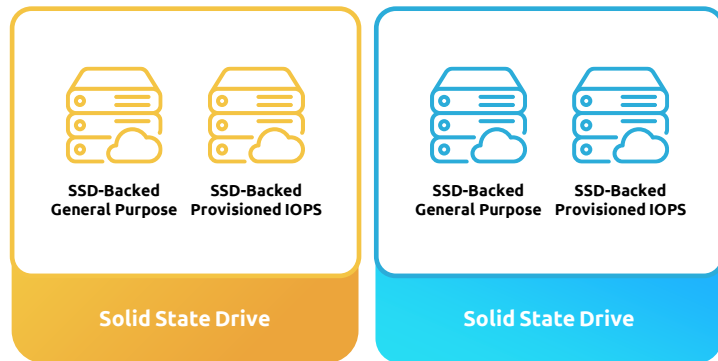 SSD-Backed
General Purpose
SSD-Backed
Provisioned IOPS
Solid State Drive
SSD-Backed
General Purpose
SSD-Backed
Provisioned IOPS
Solid State Drive